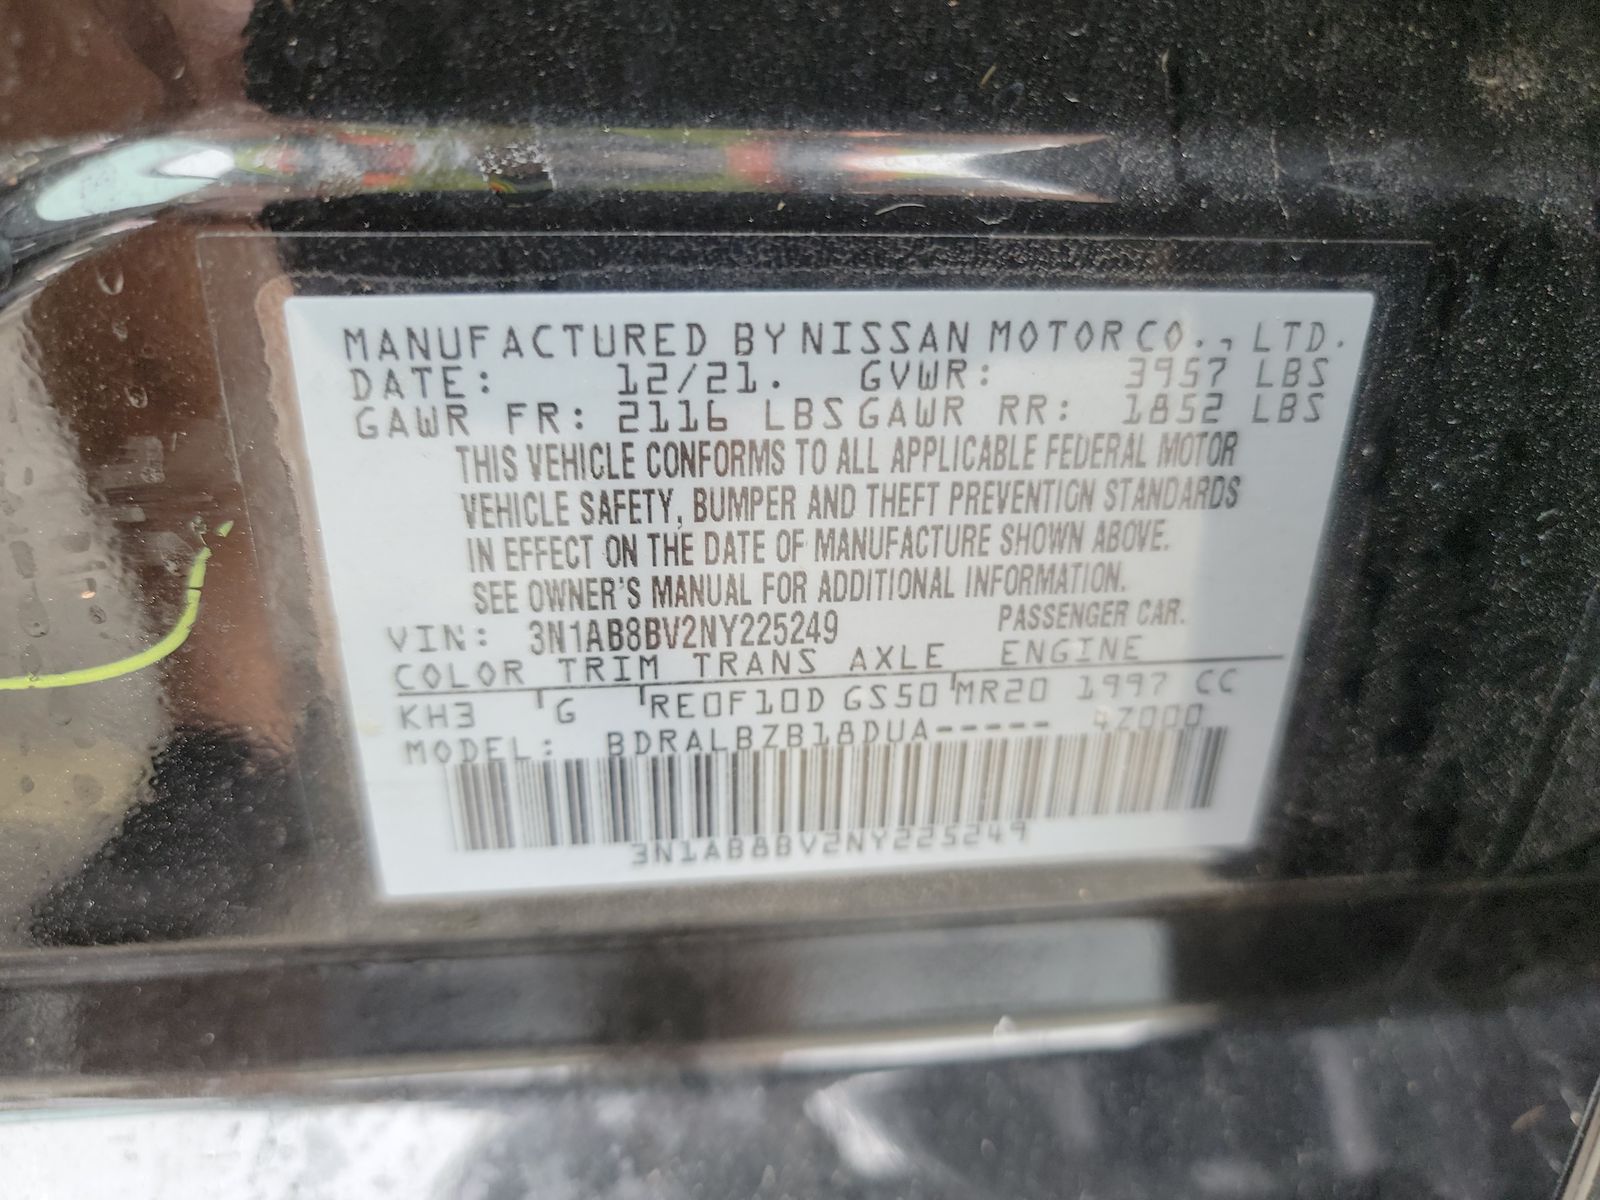 MANUFACTURED BY NISSAN MOTOR CO., LTD.
DATE: 12/21. GVWR: 3957 LBS
GAWR FR: 2116 LBS GAWR RR: 1852 LBS
THIS VEHICLE CONFORMS TO ALL APPLICABLE FEDERAL MOTOR
VEHICLE SAFETY, BUMPER AND THEFT PREVENTION STANDARDS
IN EFFECT ON THE DATE OF MANUFACTURE SHOWN ABOVE.
SEE OWNER'S MANUAL FOR ADDITIONAL INFORMATION.
VIN: 3N1AB8BV2NY225249 PASSENGER CAR.
COLOR TRIM TRANS AXLE ENGINE
KH3 G RE0F10D GS50 MR20 1997 CC
MODEL: BDRALBZB18DUA----- 4Z000
3N1AB8BV2NY225249